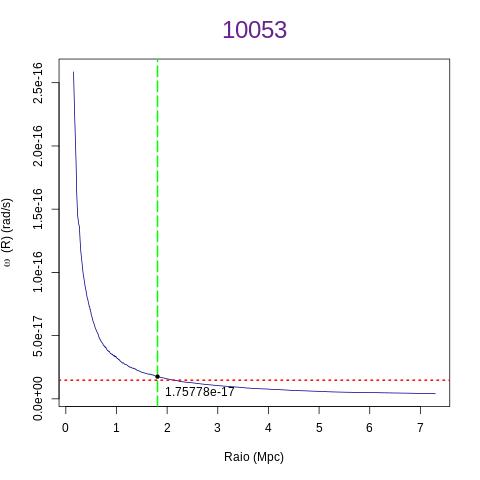 10053
ω (R) (rad/s)
2.5e-16
2.0e-16
1.5e-16
1.0e-16
5.0e-17
0.0e+00
1.75778e-17
0 1 2 3 4 5 6 7
Raio (Mpc)